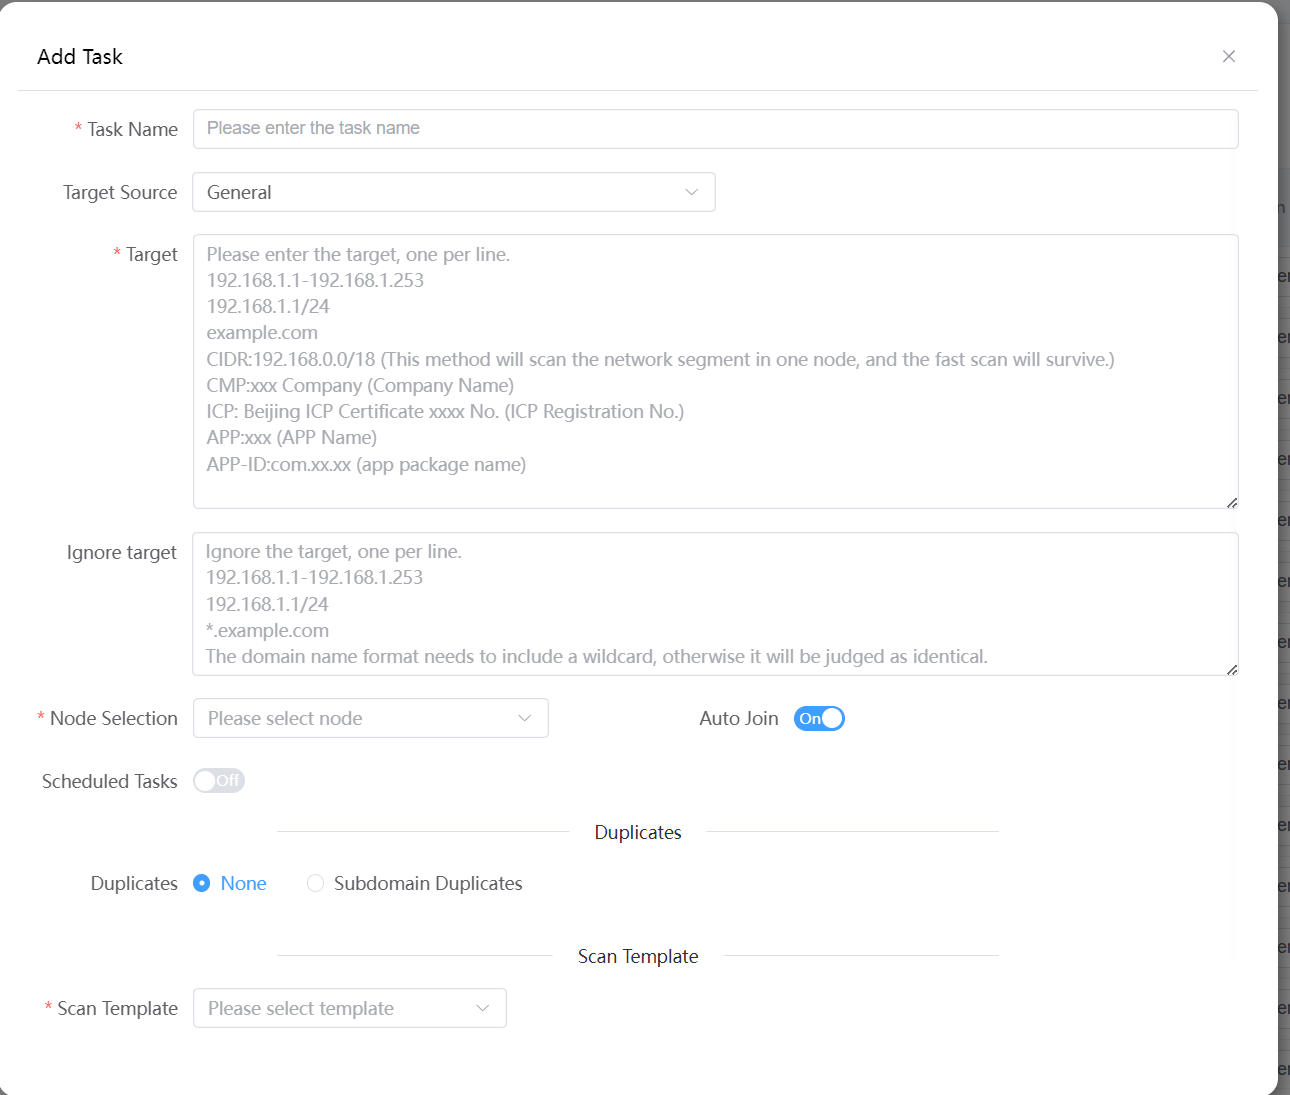 Add Task
* Task Name
Please enter the task name
Target Source
General
* Target
Please enter the target, one per line.
192.168.1.1-192.168.1.253
192.168.1.1/24
example.com
CIDR:192.168.0.0/18 (This method will scan the network segment in one node, and the fast scan will survive.)
CMP:xxx Company (Company Name)
ICP: Beijing ICP Certificate xxxx No. (ICP Registration No.)
APP:xxx (APP Name)
APP-ID:com.xx.xx (app package name)
Ignore target
Ignore the target, one per line.
192.168.1.1-192.168.1.253
192.168.1.1/24
*.example.com
The domain name format needs to include a wildcard, otherwise it will be judged as identical.
* Node Selection
Please select node
Auto Join
On
Scheduled Tasks
Off
Duplicates
Duplicates
None
Subdomain Duplicates
Scan Template
* Scan Template
Please select template